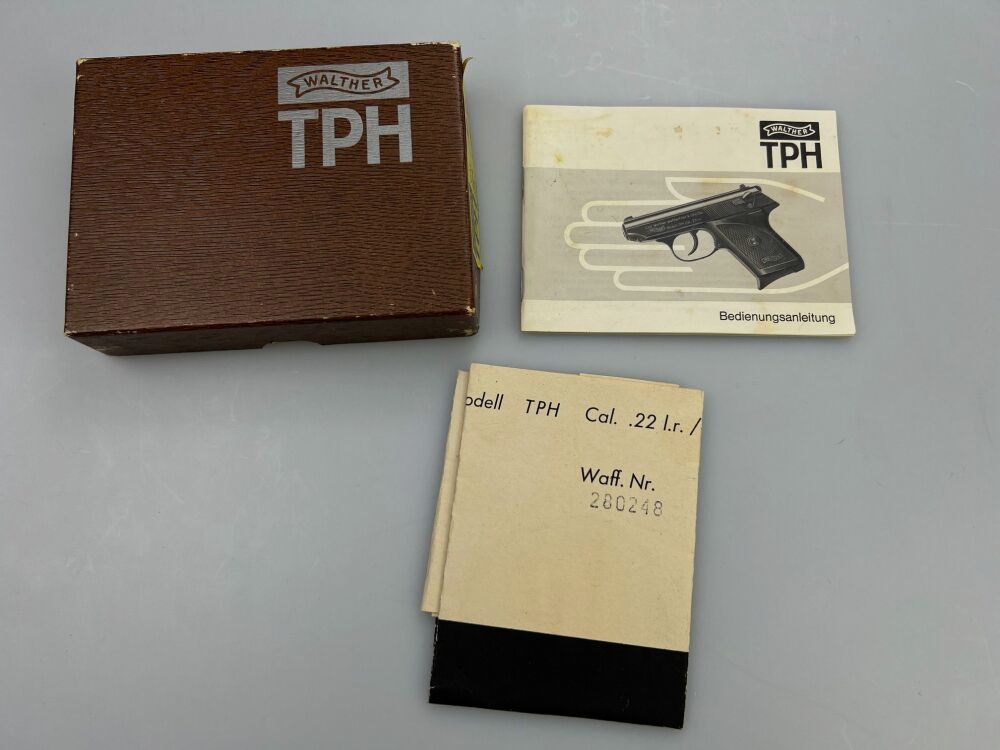 WALTHER
TPH
WALTHER
TPH
Bedienungsanleitung
odell TPH Cal. .22 l.r. /
Waff. Nr.
280248